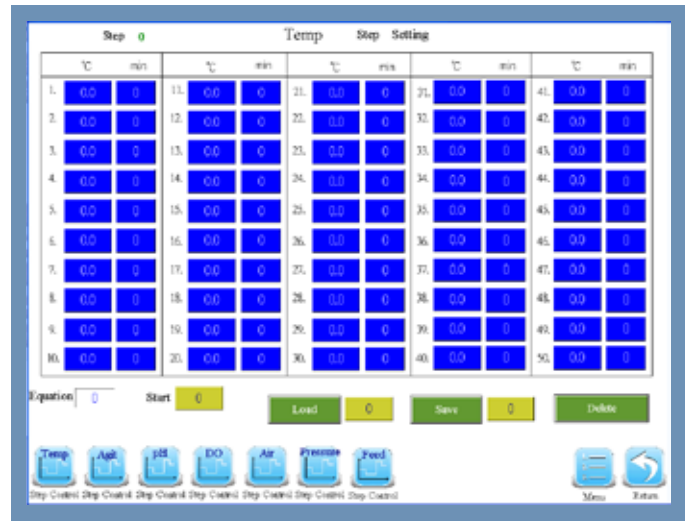 Step 0 Temp Step Setting
℃ min ℃ min ℃ min ℃ min ℃ min
1. 0.0 0 11. 0.0 0 21. 0.0 0 31. 0.0 0 41. 0.0 0
2. 0.0 0 12. 0.0 0 22. 0.0 0 32. 0.0 0 42. 0.0 0
3. 0.0 0 13. 0.0 0 23. 0.0 0 33. 0.0 0 43. 0.0 0
4. 0.0 0 14. 0.0 0 24. 0.0 0 34. 0.0 0 44. 0.0 0
5. 0.0 0 15. 0.0 0 25. 0.0 0 35. 0.0 0 45. 0.0 0
6. 0.0 0 16. 0.0 0 26. 0.0 0 36. 0.0 0 46. 0.0 0
7. 0.0 0 17. 0.0 0 27. 0.0 0 37. 0.0 0 47. 0.0 0
8. 0.0 0 18. 0.0 0 28. 0.0 0 38. 0.0 0 48. 0.0 0
9. 0.0 0 19. 0.0 0 29. 0.0 0 39. 0.0 0 49. 0.0 0
10. 0.0 0 20. 0.0 0 30. 0.0 0 40. 0.0 0 50. 0.0 0
Equation 0 Start 0 Load 0 Save 0 Delete
Temp Agit pH DO Air Pressure Feed
Step Control Step Control Step Control Step Control Step Control Step Control Step Control Menu Return